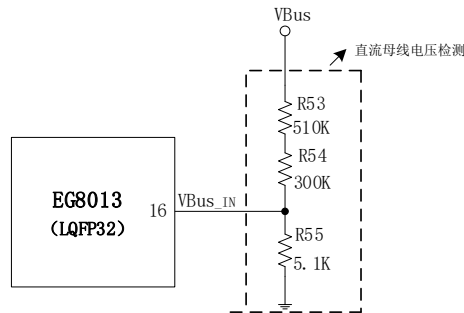 VBus
直流母线电压检测
R53
510K
R54
300K
EG8013
(LQFP32)
16
VBus_IN
R55
5.1K